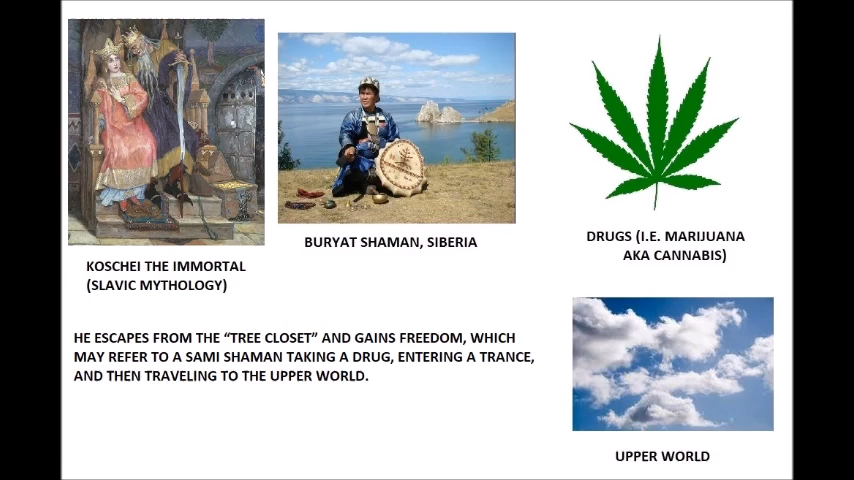 KOSCHEI THE IMMORTAL
(SLAVIC MYTHOLOGY)
BURYAT SHAMAN, SIBERIA
DRUGS (I.E. MARIJUANA
AKA CANNABIS)
HE ESCAPES FROM THE “TREE CLOSET” AND GAINS FREEDOM, WHICH
MAY REFER TO A SAMI SHAMAN TAKING A DRUG, ENTERING A TRANCE,
AND THEN TRAVELING TO THE UPPER WORLD.
UPPER WORLD